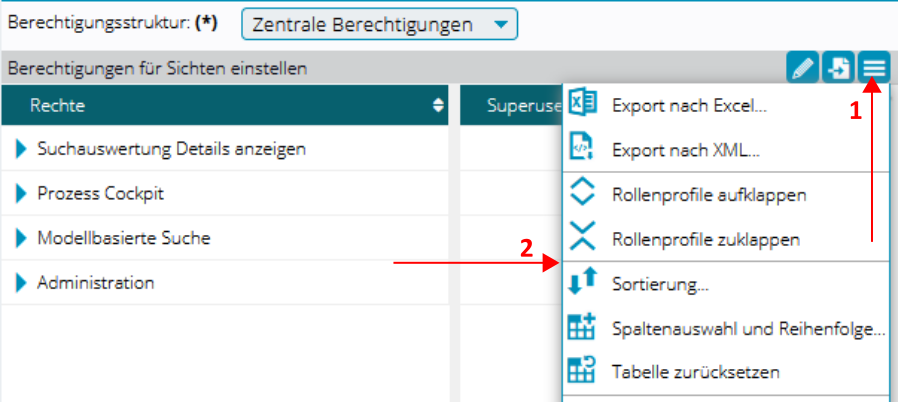 Berechtigungsstruktur: (*) Zentrale Berechtigungen
Berechtigungen für Sichten einstellen
Rechte
Superuse
Export nach Excel...
1
Suchauswertung Details anzeigen
Export nach XML...
Prozess Cockpit
Rollenprofile aufklappen
Modellbasierte Suche
2
Rollenprofile zuklappen
Administration
Sortierung...
Spaltenauswahl und Reihenfolge...
Tabelle zurücksetzen